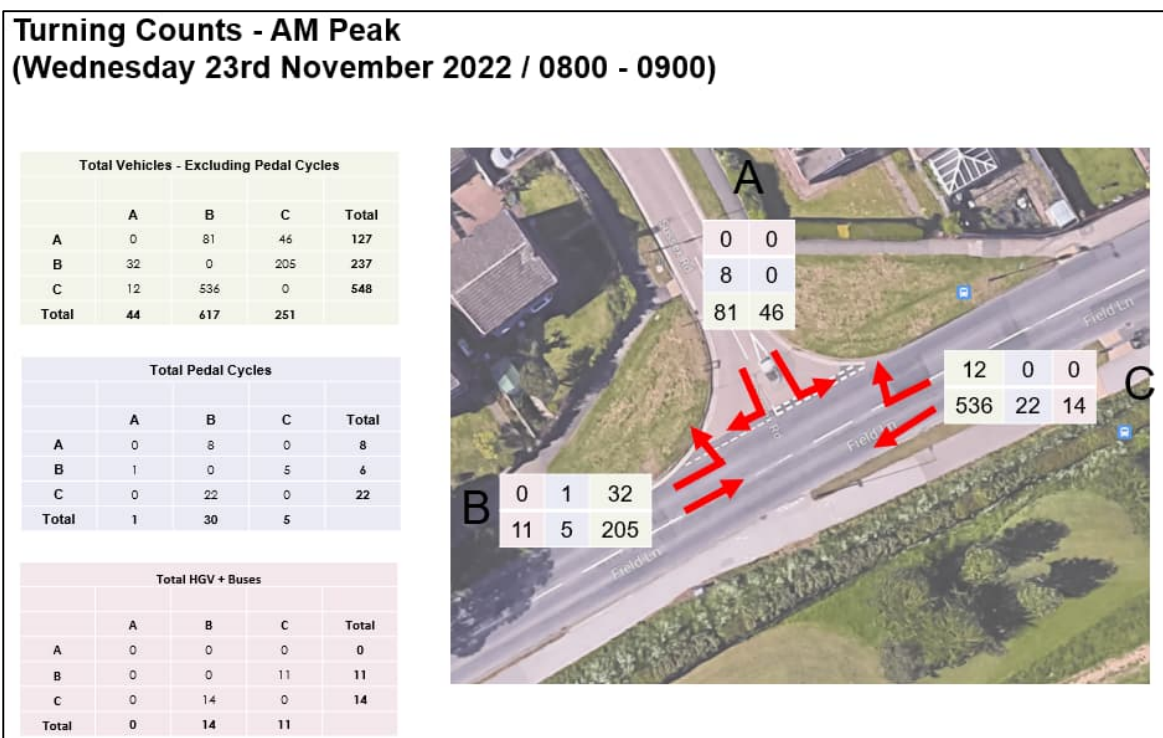 Turning Counts - AM Peak
(Wednesday 23rd November 2022 / 0800 - 0900)
Total Vehicles - Excluding Pedal Cycles
A B C Total
A 0 81 46 127
B 32 0 205 237
C 12 536 0 548
Total 44 617 251
Total Pedal Cycles
A B C Total
A 0 8 0 8
B 1 0 5 6
C 0 22 0 22
Total 1 30 5
Total HGV + Buses
A B C Total
A 0 0 0 0
B 0 0 11 11
C 0 14 0 14
Total 0 14 11
A
0 0
8 0
81 46
Field Ln
12 0 0
536 22 14
C
Field Ln
Rd
B
0 1 32
11 5 205
Field Ln